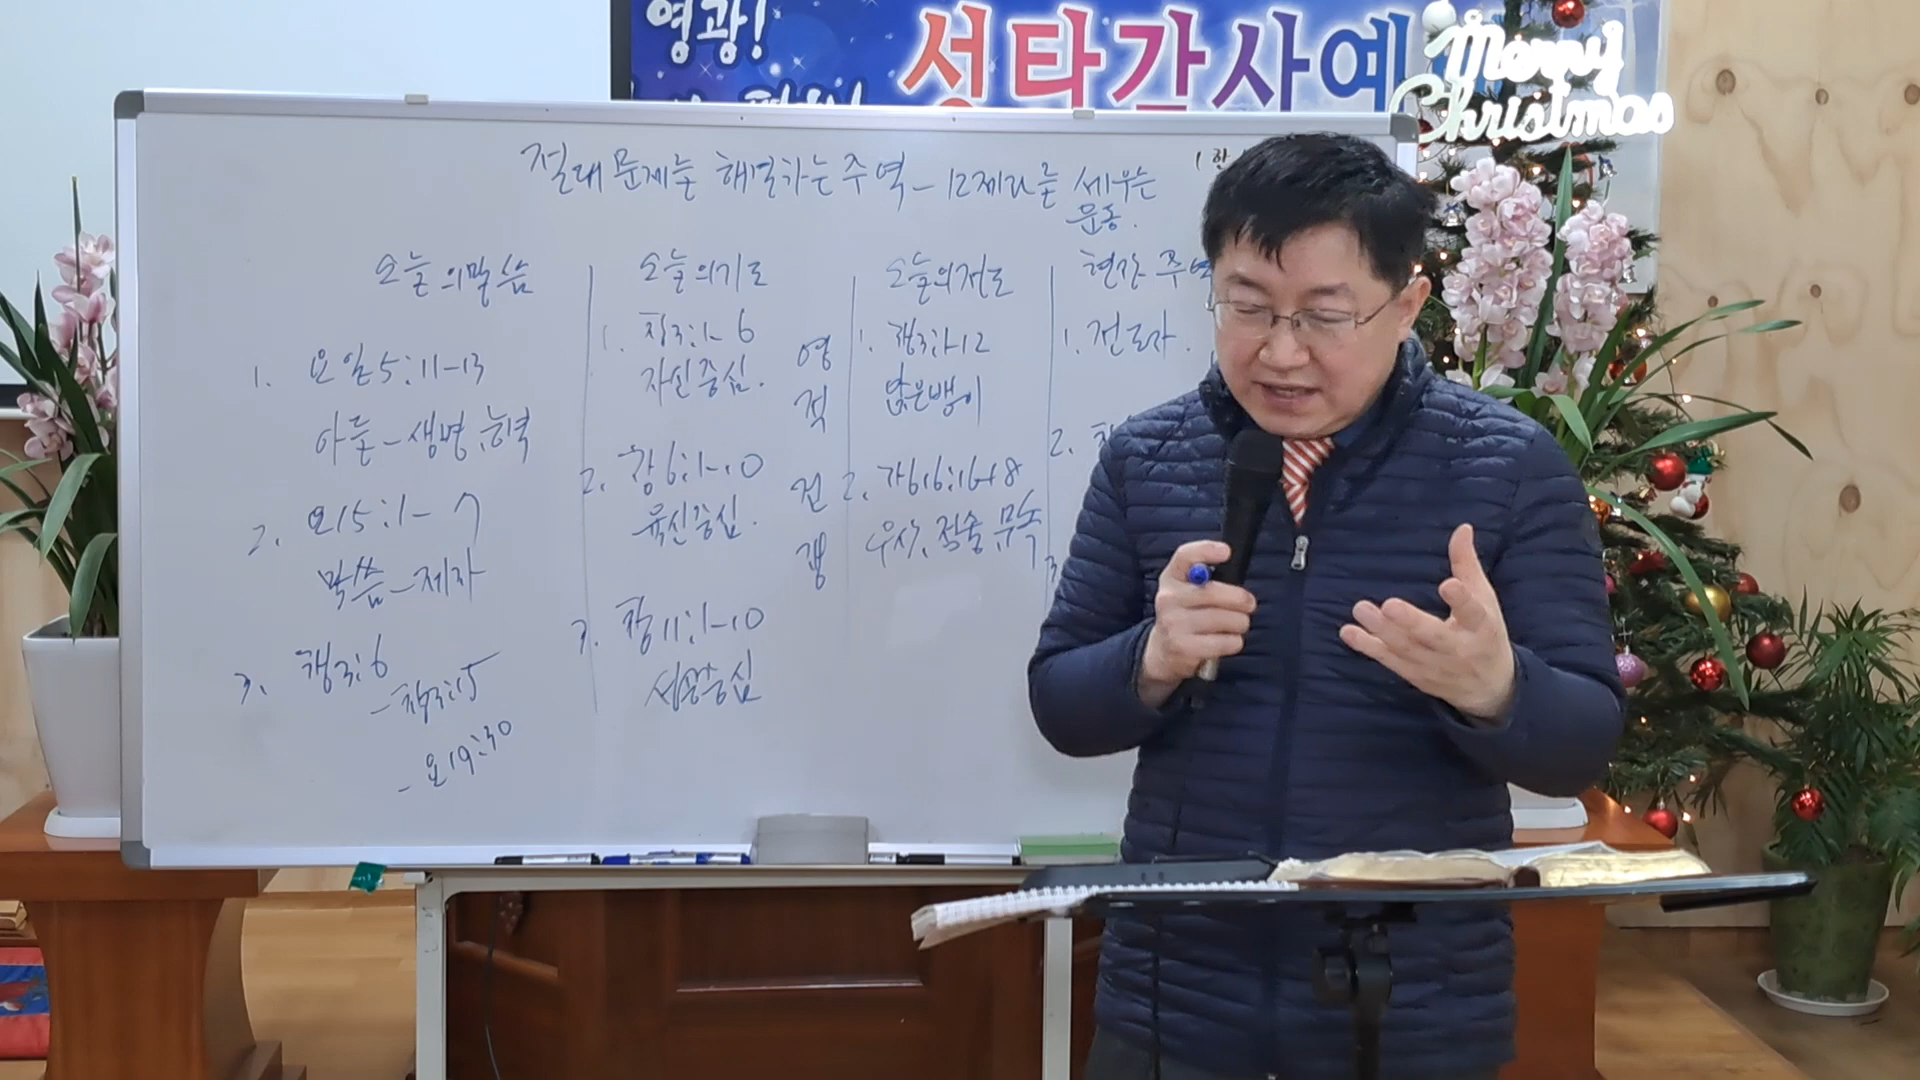 영광!
성탄감사예
Merry
Christmas
절대 문제를 해결하는 주역 - 12제자를 세우는
운동.
오늘의 말씀
1. 요일5:11-13
아들 - 생명, 능력
2. 요15:1-7
말씀 - 제자
3. 행3:6
- 창3:15
- 요19:30
오늘의 기도
1. 창3:1-6
자신중심.
2. 창6:1-10
육신중심.
3. 창11:1-10
세상중심
영
적
전
쟁
오늘의 전도
1. 행3:1-12
앉은뱅이
2. 행16:16-18
우상, 점술, 무속
현장 주역
1. 전도자.
2.
3